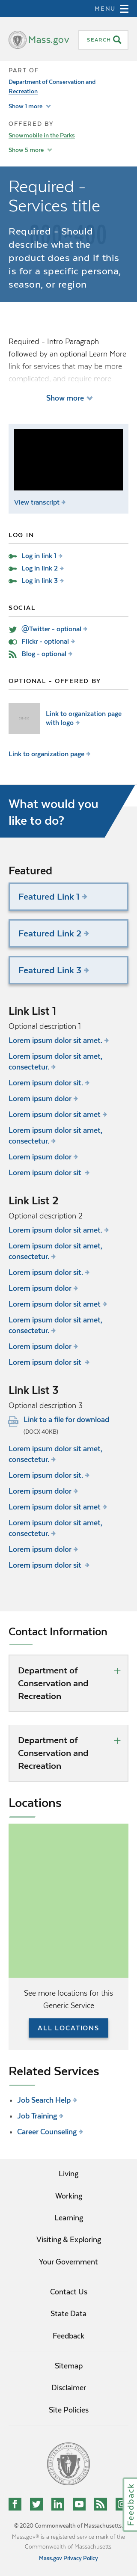 MENU
Mass.gov
SEARCH
PART OF
Department of Conservation and
Recreation
Show 1 more
OFFERED BY
Snowmobile in the Parks
Show 5 more
Required -
Services title
Required - Should
describe what the
product does and if this
is for a specific persona,
season, or region
Required - Intro Paragraph
followed by an optional Learn More
link for services that may be more
complicated, and require more
Show more
View transcript
LOG IN
Log in link 1
Log in link 2
Log in link 3
SOCIAL
@Twitter - optional
Flickr - optional
Blog - optional
OPTIONAL - OFFERED BY
Link to organization page
with logo
Link to organization page
What would you
like to do?
Featured
Featured Link 1
Featured Link 2
Featured Link 3
Link List 1
Optional description 1
Lorem ipsum dolor sit amet.
Lorem ipsum dolor sit amet,
consectetur.
Lorem ipsum dolor sit.
Lorem ipsum dolor
Lorem ipsum dolor sit amet
Lorem ipsum dolor sit amet,
consectetur.
Lorem ipsum dolor
Lorem ipsum dolor sit
Link List 2
Optional description 2
Lorem ipsum dolor sit amet.
Lorem ipsum dolor sit amet,
consectetur.
Lorem ipsum dolor sit.
Lorem ipsum dolor
Lorem ipsum dolor sit amet
Lorem ipsum dolor sit amet,
consectetur.
Lorem ipsum dolor
Lorem ipsum dolor sit
Link List 3
Optional description 3
Link to a file for download
(DOCX 40KB)
Lorem ipsum dolor sit amet,
consectetur.
Lorem ipsum dolor sit.
Lorem ipsum dolor
Lorem ipsum dolor sit amet
Lorem ipsum dolor sit amet,
consectetur.
Lorem ipsum dolor
Lorem ipsum dolor sit
Contact Information
Department of
Conservation and
Recreation
Department of
Conservation and
Recreation
Locations
See more locations for this
Generic Service
ALL LOCATIONS
Related Services
Job Search Help
Job Training
Career Counseling
Living
Working
Learning
Visiting & Exploring
Your Government
Contact Us
State Data
Feedback
Sitemap
Disclaimer
Site Policies
Feedback
© 2020 Commonwealth of Massachusetts.
Mass.gov® is a registered service mark of the
Commonwealth of Massachusetts.
Mass.gov Privacy Policy